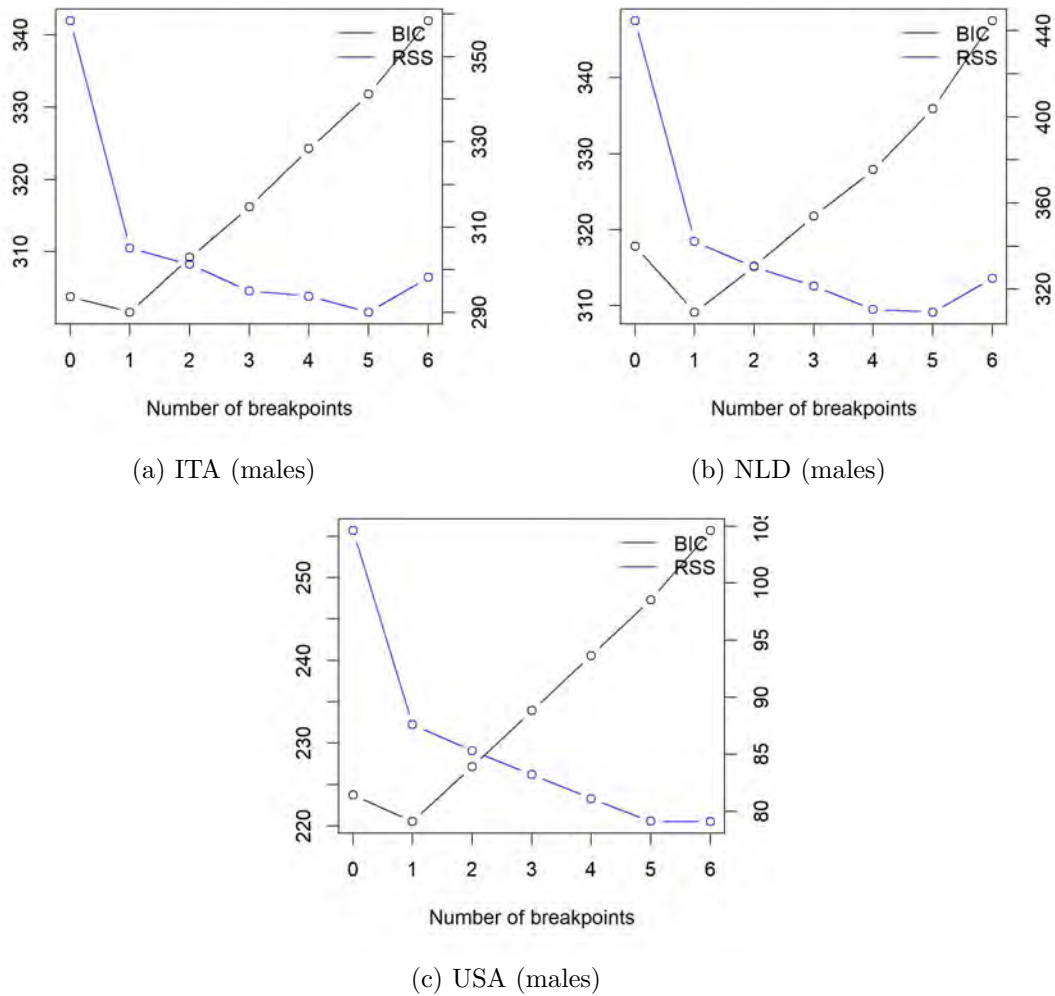 BIC
RSS
340
330
320
310
350
330
310
290
0 1 2 3 4 5 6
Number of breakpoints
(a) ITA (males)
BIC
RSS
340
330
320
310
440
400
360
320
0 1 2 3 4 5 6
Number of breakpoints
(b) NLD (males)
BIC
RSS
250
240
230
220
105
100
95
90
85
80
0 1 2 3 4 5 6
Number of breakpoints
(c) USA (males)